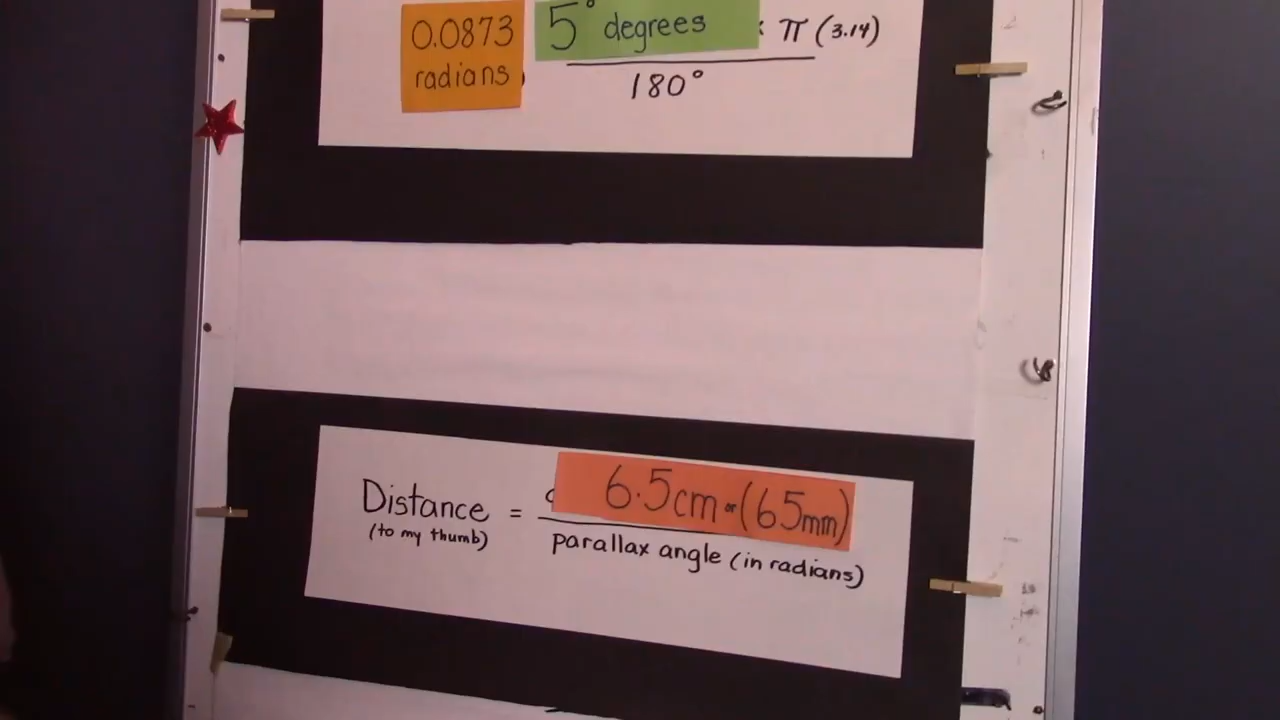 0.0873
radians
5° degrees
π (3.14)
180°
Distance =
(to my thumb)
6.5cm or (65mm)
parallax angle (in radians)